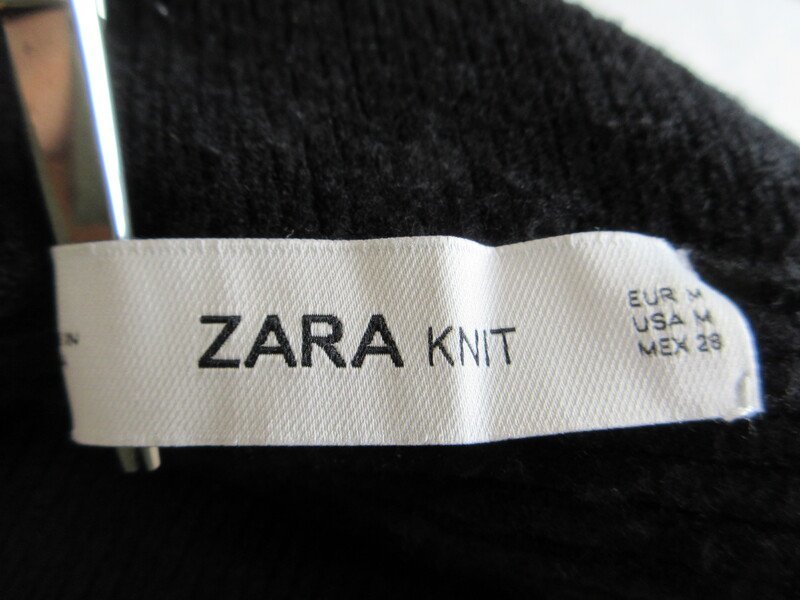 ZARA KNIT
EUR M
USA M
MEX 28